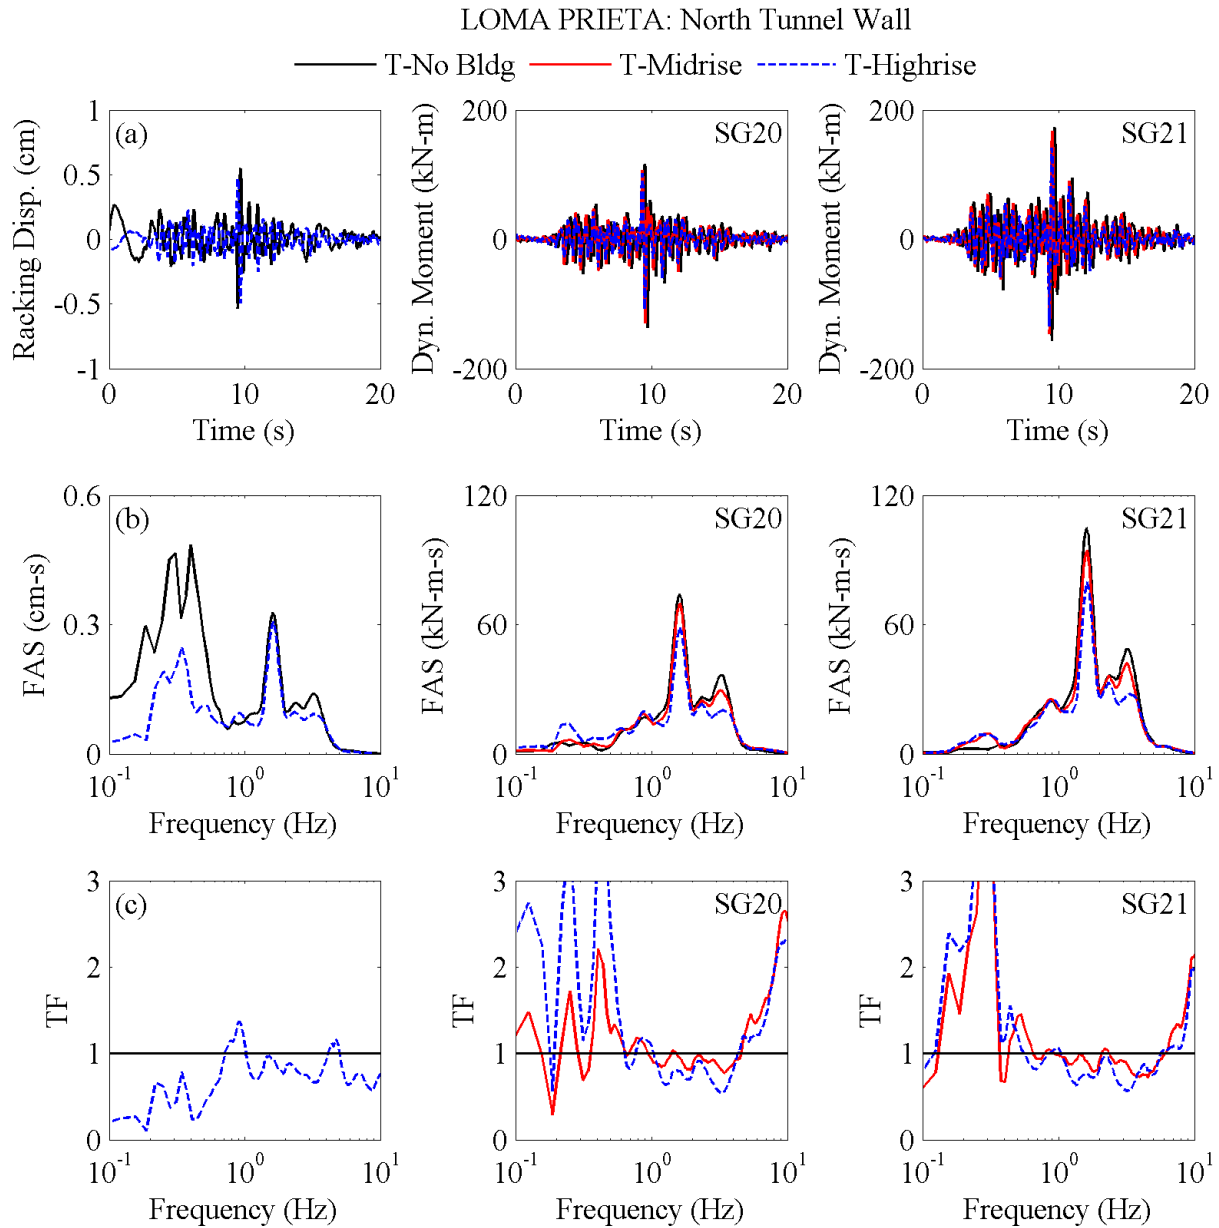 LOMA PRIETA: North Tunnel Wall
T-No Bldg T-Midrise T-Highrise
(a)
Racking Disp. (cm)
1
0.5
0
-0.5
-1
0 10 20
Time (s)
SG20
Dyn. Moment (kN-m)
200
0
-200
0 10 20
Time (s)
SG21
Dyn. Moment (kN-m)
200
0
-200
0 10 20
Time (s)
(b)
FAS (cm-s)
0.6
0.3
0
10^-1 10^0 10^1
Frequency (Hz)
SG20
FAS (kN-m-s)
120
60
0
10^-1 10^0 10^1
Frequency (Hz)
SG21
FAS (kN-m-s)
120
60
0
10^-1 10^0 10^1
Frequency (Hz)
(c)
TF
3
2
1
0
10^-1 10^0 10^1
Frequency (Hz)
SG20
TF
3
2
1
0
10^-1 10^0 10^1
Frequency (Hz)
SG21
TF
3
2
1
0
10^-1 10^0 10^1
Frequency (Hz)